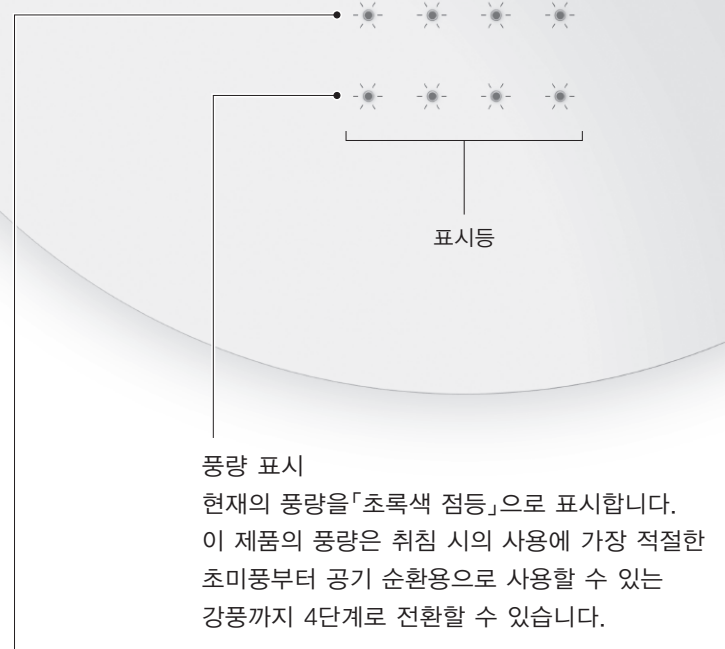 표시등
풍량 표시
현재의 풍량을「초록색 점등」으로 표시합니다.
이 제품의 풍량은 취침 시의 사용에 가장 적절한
초미풍부터 공기 순환용으로 사용할 수 있는
강풍까지 4단계로 전환할 수 있습니다.